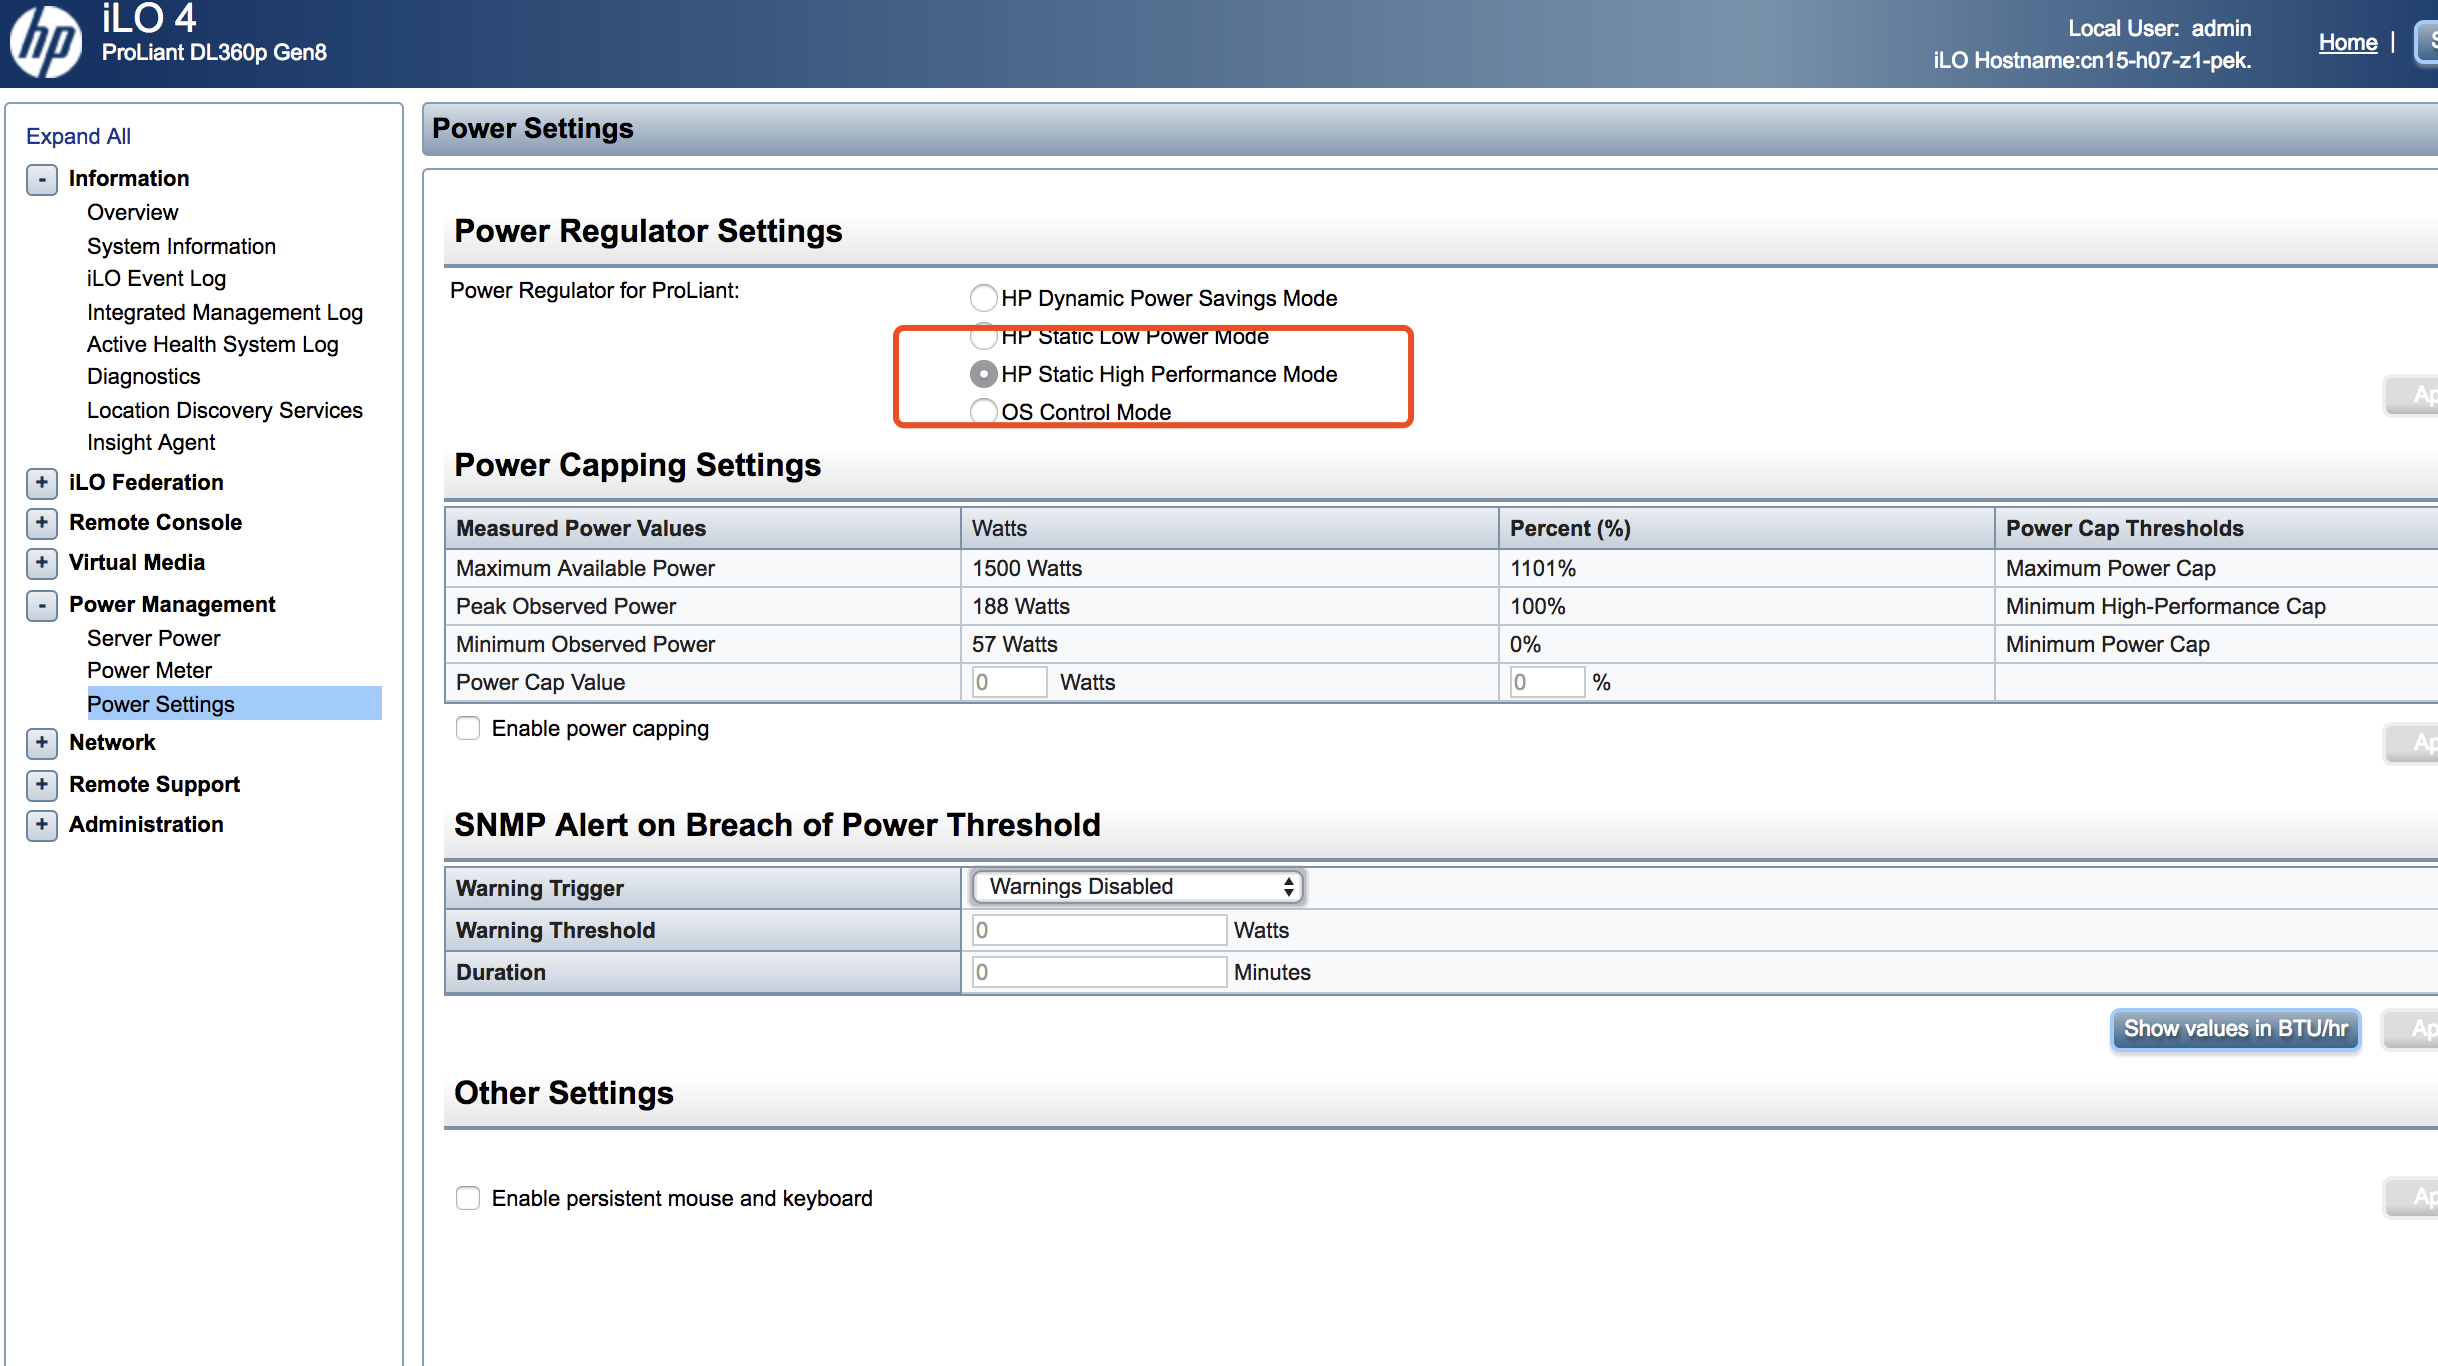 hp
iLO 4
ProLiant DL360p Gen8
Local User: admin
iLO Hostname:cn15-h07-z1-pek.
Home |
Expand All
- Information
Overview
System Information
iLO Event Log
Integrated Management Log
Active Health System Log
Diagnostics
Location Discovery Services
Insight Agent
+ iLO Federation
+ Remote Console
+ Virtual Media
- Power Management
Server Power
Power Meter
Power Settings
+ Network
+ Remote Support
+ Administration
Power Settings
Power Regulator Settings
Power Regulator for ProLiant:
HP Dynamic Power Savings Mode
HP Static Low Power Mode
HP Static High Performance Mode
OS Control Mode
Power Capping Settings
Measured Power Values Watts Percent (%) Power Cap Thresholds
Maximum Available Power 1500 Watts 1101% Maximum Power Cap
Peak Observed Power 188 Watts 100% Minimum High-Performance Cap
Minimum Observed Power 57 Watts 0% Minimum Power Cap
Power Cap Value 0 Watts 0 %
Enable power capping
SNMP Alert on Breach of Power Threshold
Warning Trigger Warnings Disabled
Warning Threshold 0 Watts
Duration 0 Minutes
Show values in BTU/hr
Other Settings
Enable persistent mouse and keyboard